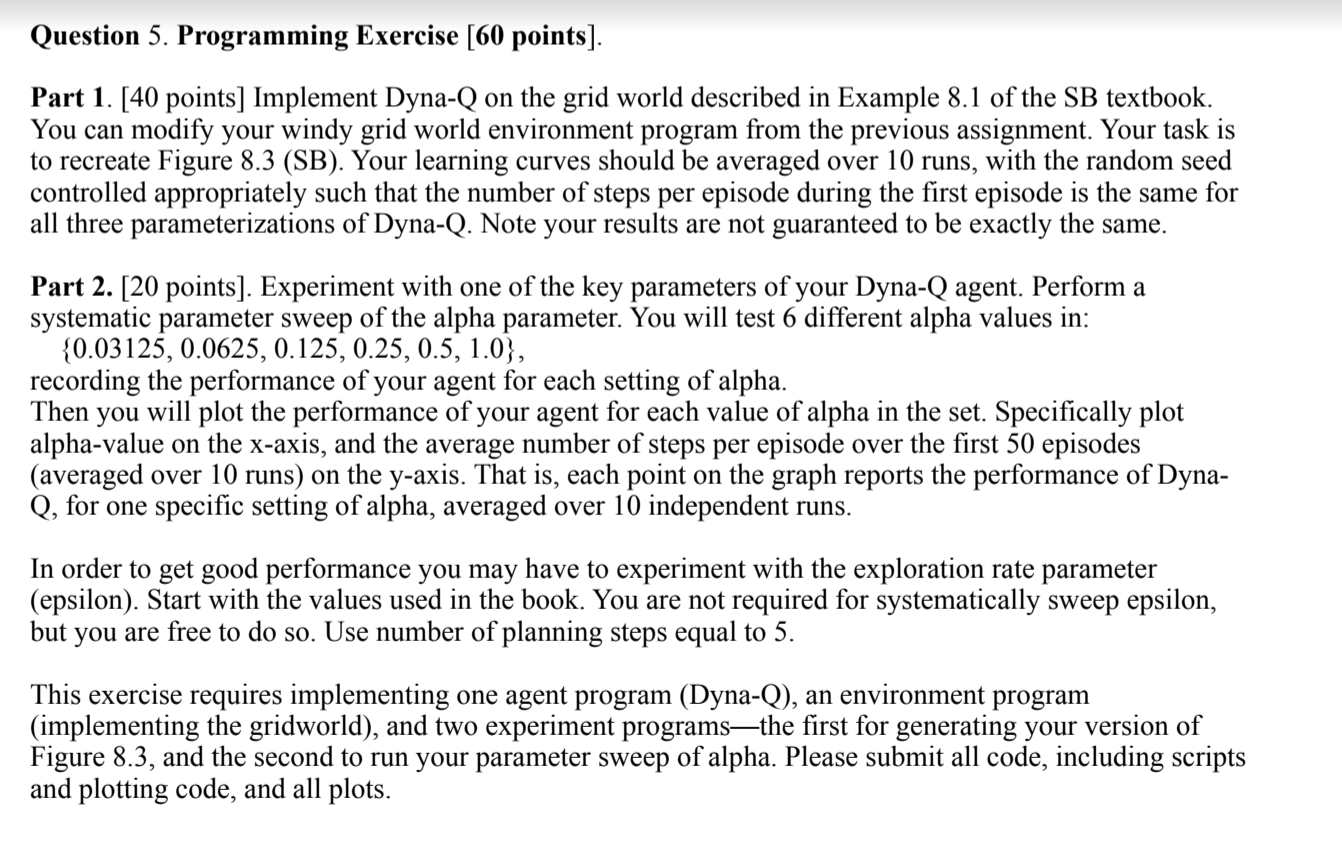 Question 5. Programming Exercise [60 points].
Part 1. [40 points] Implement Dyna-Q on the grid world described in Example 8.1 of the SB textbook.
You can modify your windy grid world environment program from the previous assignment. Your task is
to recreate Figure 8.3 (SB). Your learning curves should be averaged over 10 runs, with the random seed
controlled appropriately such that the number of steps per episode during the first episode is the same for
all three parameterizations of Dyna-Q. Note your results are not guaranteed to be exactly the same.
Part 2. [20 points]. Experiment with one of the key parameters of your Dyna-Q agent. Perform a
systematic parameter sweep of the alpha parameter. You will test 6 different alpha values in:
{0.03125, 0.0625, 0.125, 0.25, 0.5, 1.0},
recording the performance of your agent for each setting of alpha.
Then you will plot the performance of your agent for each value of alpha in the set. Specifically plot
alpha-value on the x-axis, and the average number of steps per episode over the first 50 episodes
(averaged over 10 runs) on the y-axis. That is, each point on the graph reports the performance of Dyna-
Q, for one specific setting of alpha, averaged over 10 independent runs.
In order to get good performance you may have to experiment with the exploration rate parameter
(epsilon). Start with the values used in the book. You are not required for systematically sweep epsilon,
but you are free to do so. Use number of planning steps equal to 5.
This exercise requires implementing one agent program (Dyna-Q), an environment program
(implementing the gridworld), and two experiment programs—the first for generating your version of
Figure 8.3, and the second to run your parameter sweep of alpha. Please submit all code, including scripts
and plotting code, and all plots.